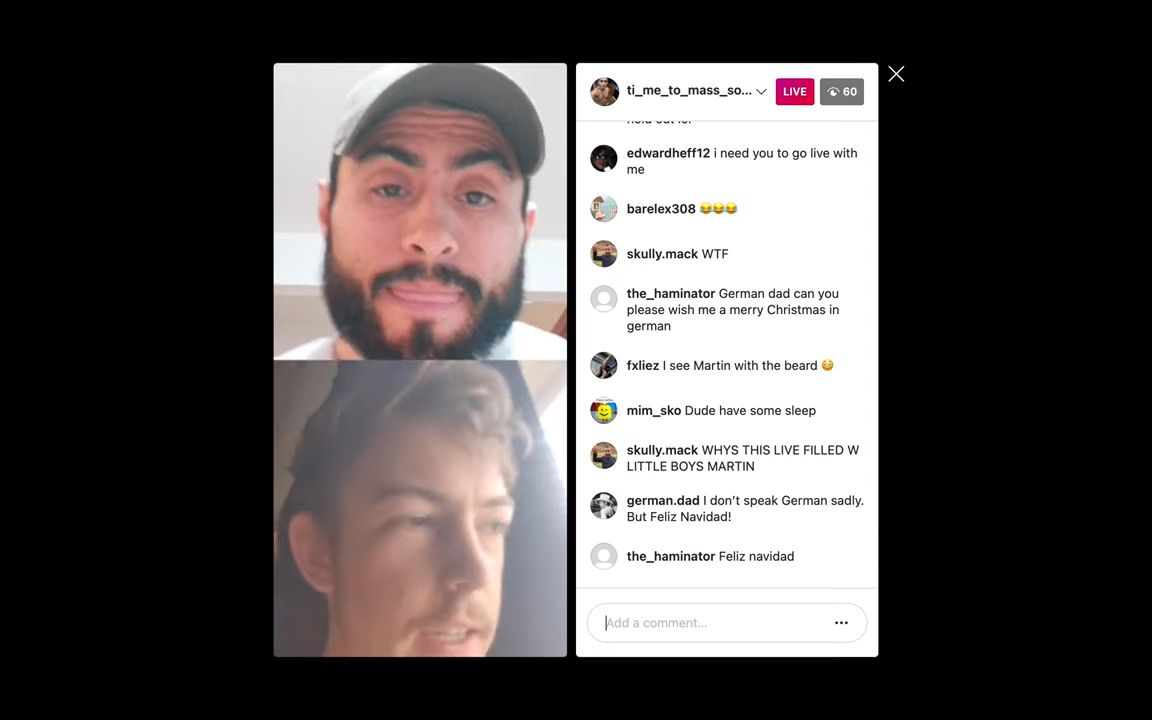 ti_me_to_mass_so...
LIVE
60
edwardheff12 i need you to go live with
me
barelex308 😂😂😂
skully.mack WTF
the_haminator German dad can you
please wish me a merry Christmas in
german
fxliez I see Martin with the beard 😳
mim_sko Dude have some sleep
skully.mack WHYS THIS LIVE FILLED W
LITTLE BOYS MARTIN
german.dad I don’t speak German sadly.
But Feliz Navidad!
the_haminator Feliz navidad
Add a comment...